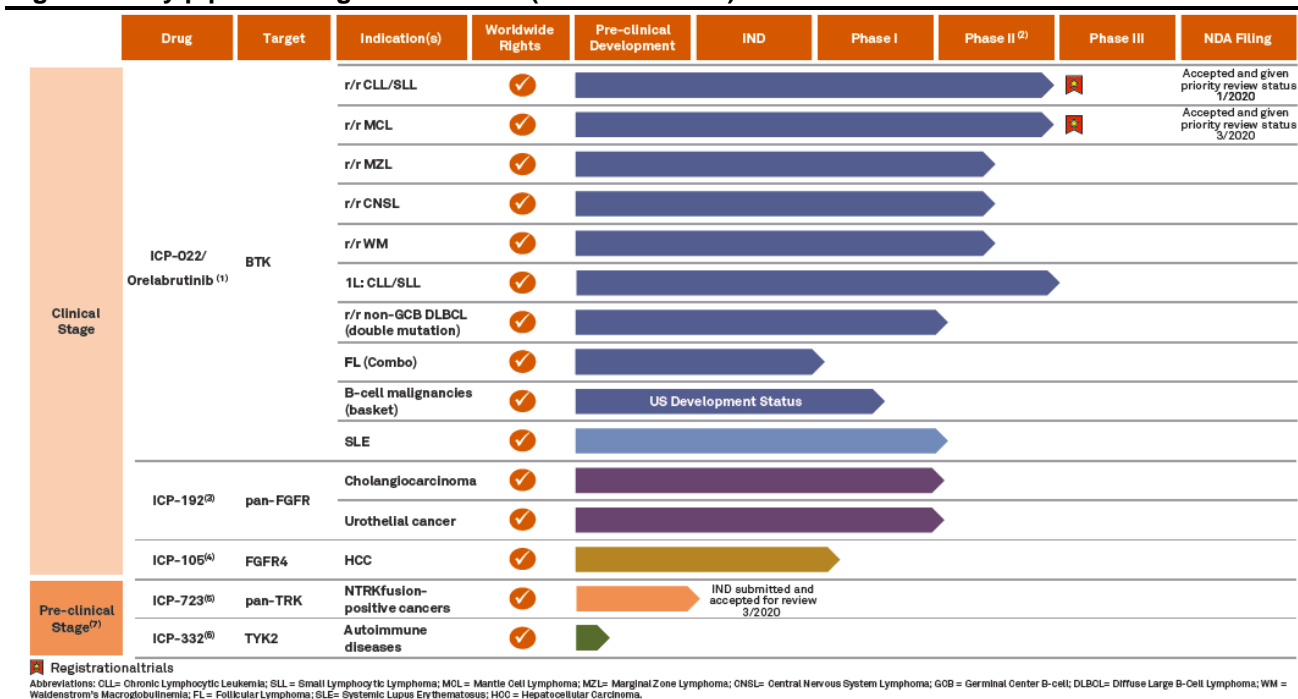 Drug Target Indication(s) Worldwide Rights Pre-clinical Development IND Phase I Phase II (2) Phase III NDA Filing
Clinical Stage
ICP-022/
Orelabrutinib (1)
BTK
r/r CLL/SLL
Accepted and given
priority review status
1/2020
r/r MCL
Accepted and given
priority review status
3/2020
r/r MZL
r/r CNSL
r/r WM
1L: CLL/SLL
r/r non-GCB DLBCL
(double mutation)
FL (Combo)
B-cell malignancies
(basket)
US Development Status
SLE
ICP-192(3) pan-FGFR
Cholangiocarcinoma
Urothelial cancer
ICP-105(4) FGFR4 HCC
Pre-clinical
Stage(7)
ICP-723(5) pan-TRK
NTRKfusion-
positive cancers
IND submitted and
accepted for review
3/2020
ICP-332(6) TYK2
Autoimmune
diseases
Registrationaltrials
Abbreviations: CLL= Chronic Lymphocytic Leukemia; SLL = Small Lymphocytic Lymphoma; MCL = Mantle Cell Lymphoma; MZL= Marginal Zone Lymphoma; CNSL= Central Nervous System Lymphoma; GCB = Germinal Center B-cell; DLBCL= Diffuse Large B-Cell Lymphoma; WM =
Waldenstrom's Macroglobulinemia; FL = Follicular Lymphoma; SLE= Systemic Lupus Erythematosus; HCC = Hepatocellular Carcinoma.